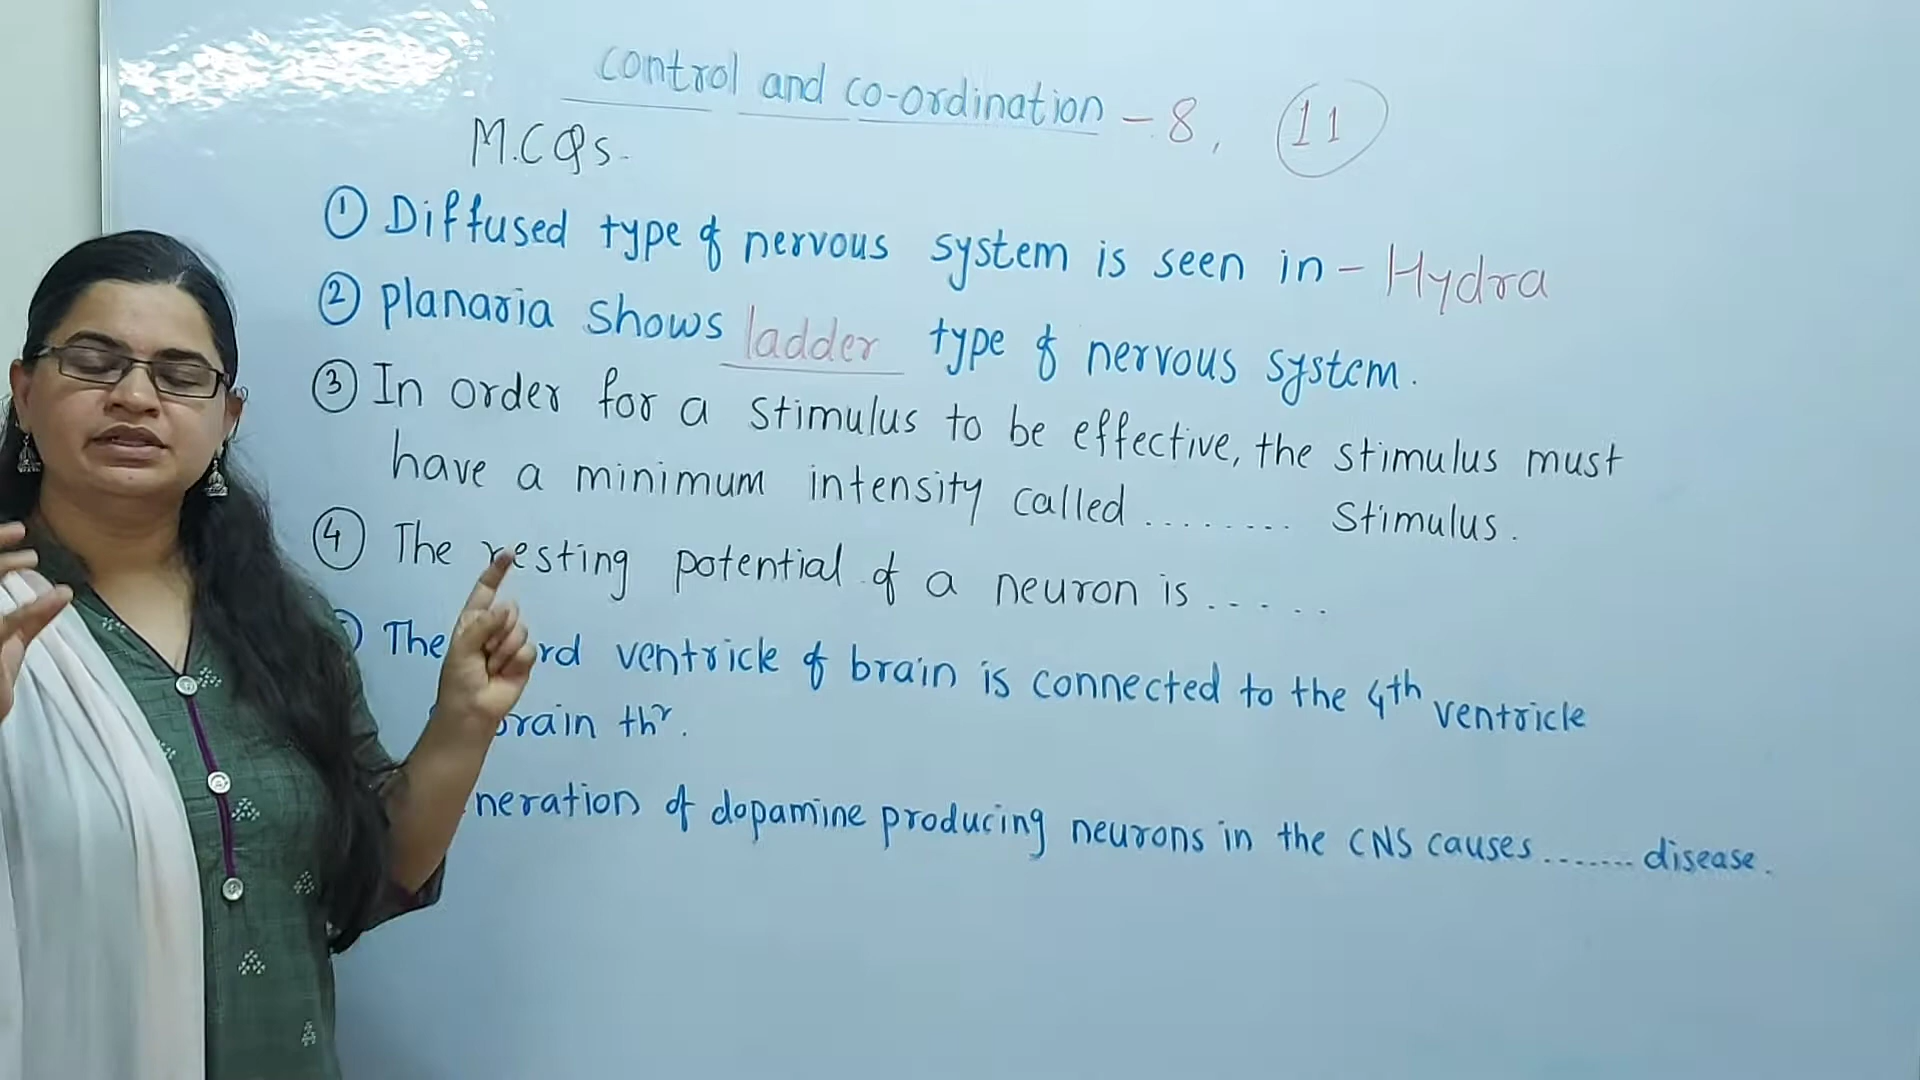 control and co-ordination - 8, 11
M.C.Qs.
① Diffused type of nervous system is seen in - Hydra
② planaria shows ladder type of nervous system.
③ In order for a stimulus to be effective, the stimulus must
have a minimum intensity called ........ Stimulus.
④ The resting potential of a neuron is .....
The rd ventricle of brain is connected to the 4th ventricle
brain thr.
neration of dopamine producing neurons in the CNS causes ....... disease.